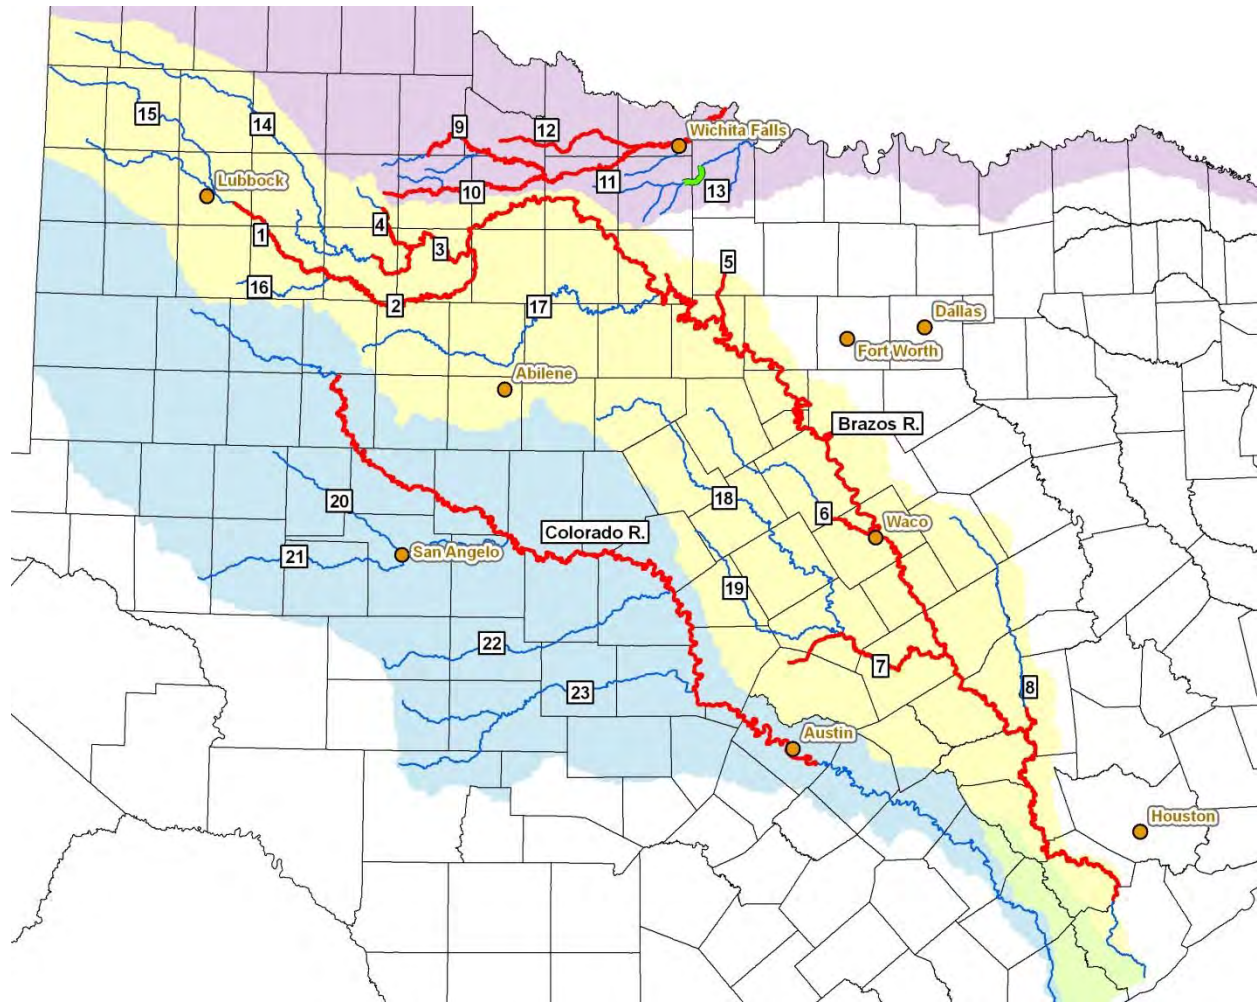 9
12
Wichita Falls
15
14
Lubbock
10
11
13
4
1
3
5
16
2
17
Dallas
Fort Worth
Abilene
Brazos R.
20
18
6
Waco
Colorado R.
San Angelo
21
19
22
7
23
8
Austin
Houston